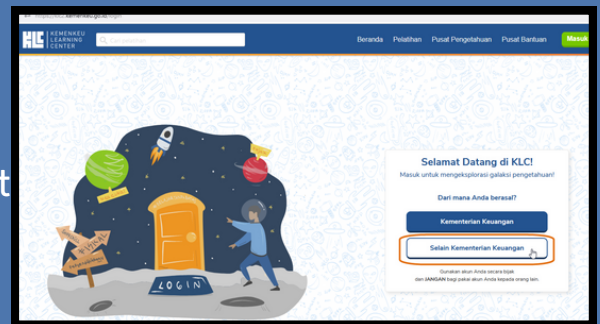 KEMENKEU
LEARNING
CENTER
Beranda Pelatihan Pusat Pengetahuan Pusat Bantuan Masuk
Selamat Datang di KLC!
Masuk untuk mengeksplorasi galaksi pengetahuan!
Dari mana Anda berasal?
Kementerian Keuangan
Selain Kementerian Keuangan
Gunakan akun Anda secara bijak
dan JANGAN bagi pakai akun Anda kepada orang lain.
LOGIN
t